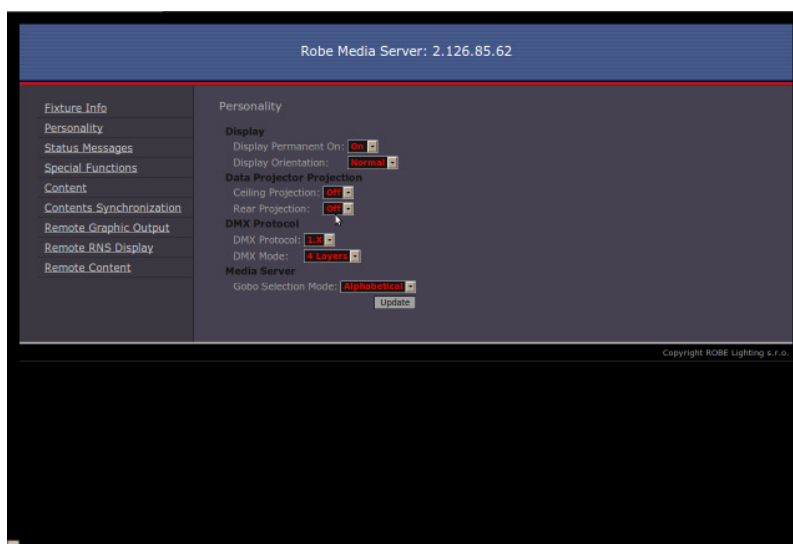 Robe Media Server: 2.126.85.62
Fixture Info
Personality
Status Messages
Special Functions
Content
Contents Synchronization
Remote Graphic Output
Remote RNS Display
Remote Content
Personality
Display
Display Permanent On: On
Display Orientation: Normal
Data Projector Projection
Ceiling Projection: Off
Rear Projection: Off
DMX Protocol
DMX Protocol: 1.X
DMX Mode: 4 Layers
Media Server
Gobo Selection Mode: Alphabetical
Update
Copyright ROBE Lighting s.r.o.